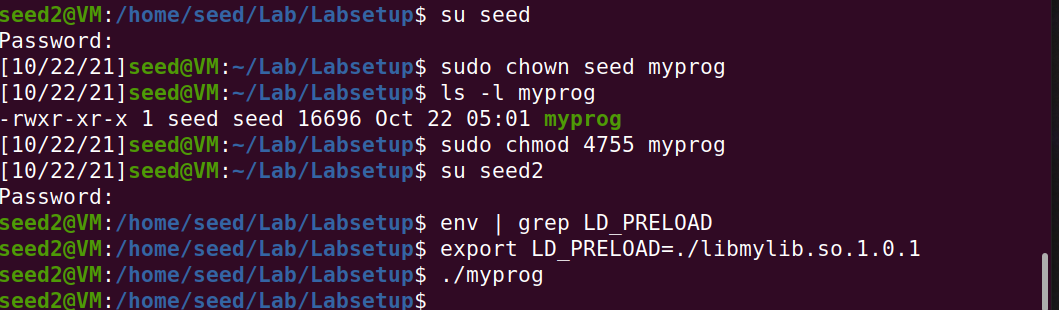 seed2@VM:/home/seed/Lab/Labsetup$ su seed
Password:
[10/22/21]seed@VM:~/Lab/Labsetup$ sudo chown seed myprog
[10/22/21]seed@VM:~/Lab/Labsetup$ ls -l myprog
-rwxr-xr-x 1 seed seed 16696 Oct 22 05:01 myprog
[10/22/21]seed@VM:~/Lab/Labsetup$ sudo chmod 4755 myprog
[10/22/21]seed@VM:~/Lab/Labsetup$ su seed2
Password:
seed2@VM:/home/seed/Lab/Labsetup$ env | grep LD_PRELOAD
seed2@VM:/home/seed/Lab/Labsetup$ export LD_PRELOAD=./libmylib.so.1.0.1
seed2@VM:/home/seed/Lab/Labsetup$ ./myprog
seed2@VM:/home/seed/Lab/Labsetup$